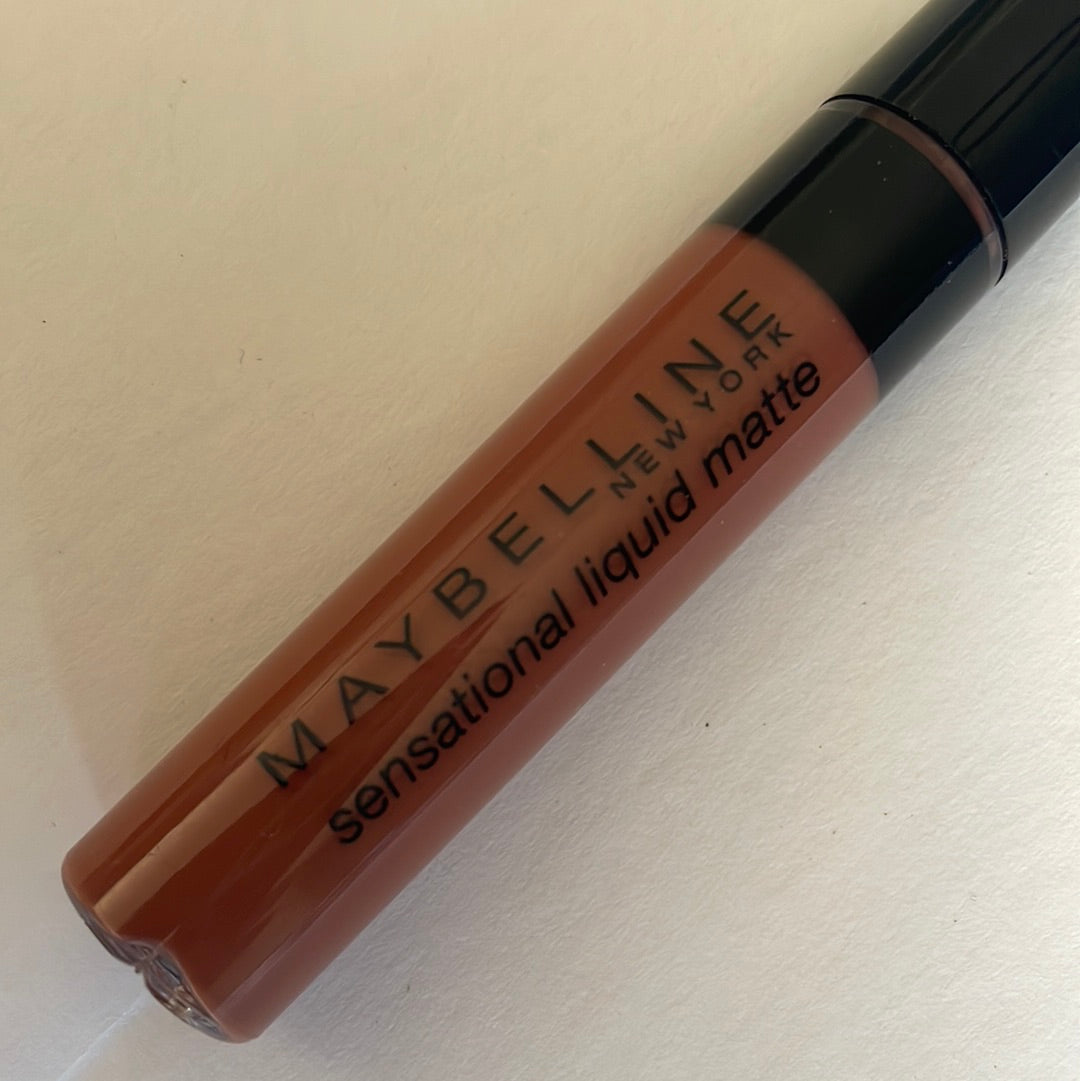 MAYBELLINE
NEW YORK
sensational liquid matte